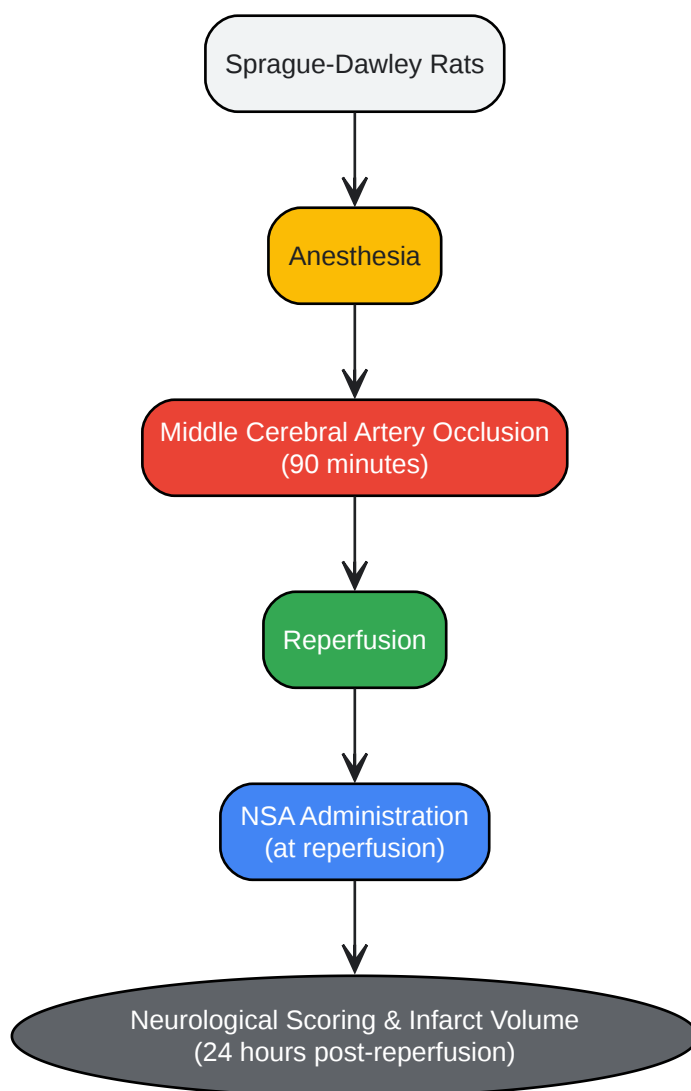 Sprague-Dawley Rats
Anesthesia
Middle Cerebral Artery Occlusion
(90 minutes)
Reperfusion
NSA Administration
(at reperfusion)
Neurological Scoring & Infarct Volume
(24 hours post-reperfusion)